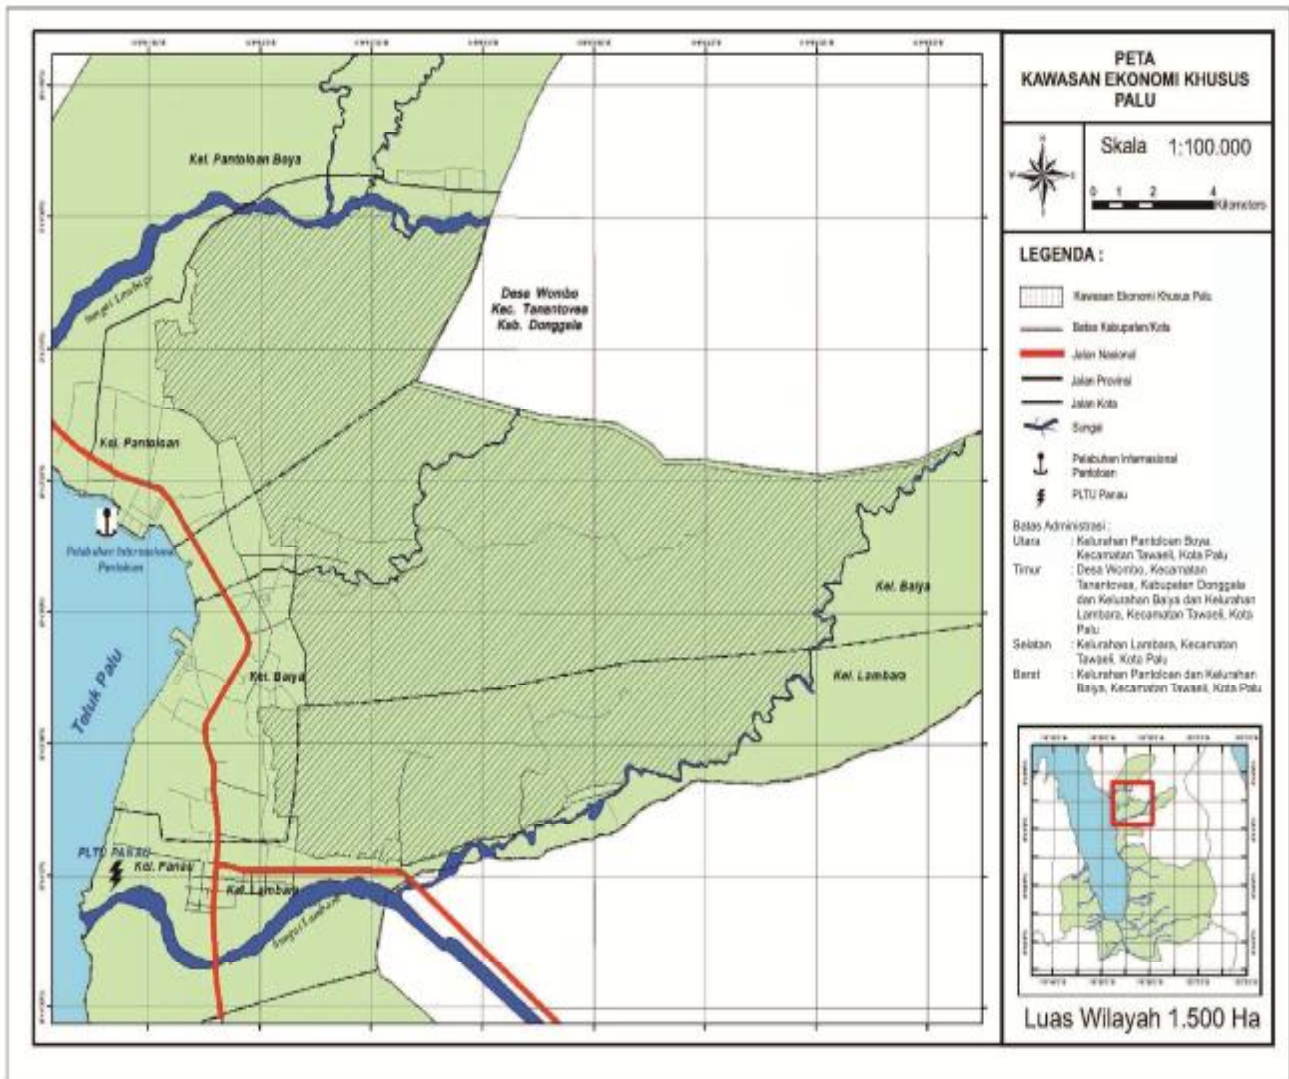 Kel. Pantoloan Boya
Desa Wombo
Kec. Tanantovea
Kab. Donggala
Kel. Pantoloan
Pelabuhan Internasional
Pantoloan
Kel. Baiya
Teluk Palu
Kel. Baiya
Kel. Lambara
PLTU PANAU
Kel. Panau
Kel. Lambara
PETA
KAWASAN EKONOMI KHUSUS
PALU
Skala 1:100.000
0 1 2 4
Kilometers
LEGENDA :
Kawasan Ekonomi Khusus Palu
Batas Kabupaten/Kota
Jalan Nasional
Jalan Provinsi
Jalan Kota
Sungai
Pelabuhan Internasional
Pantoloan
PLTU Panau
Batas Administrasi :
Utara : Kelurahan Pantoloan Boya
Kecamatan Tawaeli, Kota Palu
Timur : Desa Wombo, Kecamatan
Tanantovea, Kabupaten Donggala
dan Kelurahan Baiya dan Kelurahan
Lambara, Kecamatan Tawaeli, Kota
Palu
Selatan : Kelurahan Lambara, Kecamatan
Tawaeli, Kota Palu
Barat : Kelurahan Pantoloan dan Kelurahan
Baiya, Kecamatan Tawaeli, Kota Palu
Luas Wilayah 1.500 Ha